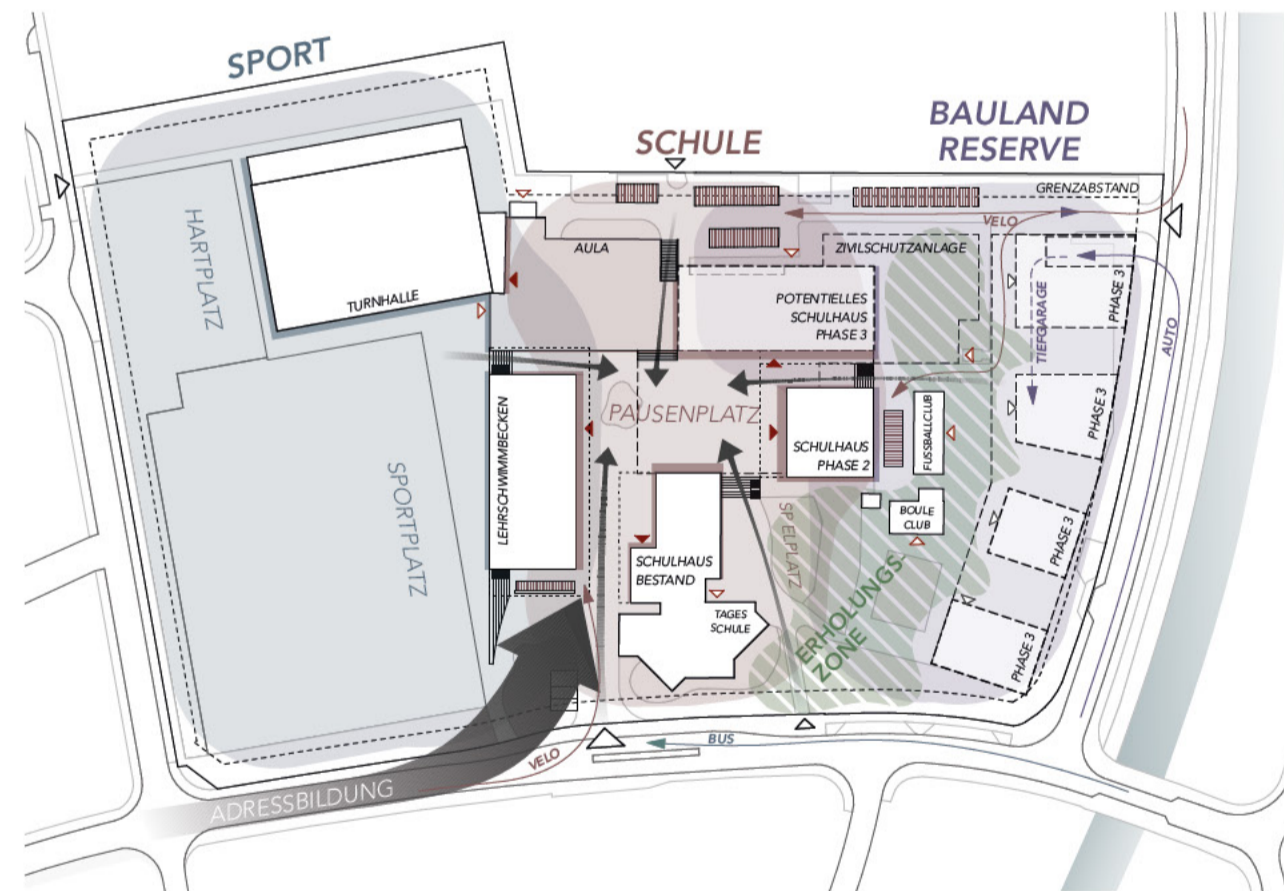 SPORT
SCHULE
BAULAND
RESERVE
GRENZABSTAND
VELO
AULA
ZIVILSCHUTZANLAGE
HARTPLATZ
TURNHALLE
POTENTIELLES
SCHULHAUS
PHASE 3
TIEFGARAGE
PHASE 3
AUTO
PAUSENPLATZ
LEHRSCHWIMMBECKEN
SCHULHAUS
PHASE 2
FUSSBALLCLUB
PHASE 3
SPORTPLATZ
SPIELPLATZ
BOULE
CLUB
PHASE 3
SCHULHAUS
BESTAND
TAGES
SCHULE
ERHOLUNGS
ZONE
PHASE 3
BUS
VELO
ADRESSBILDUNG